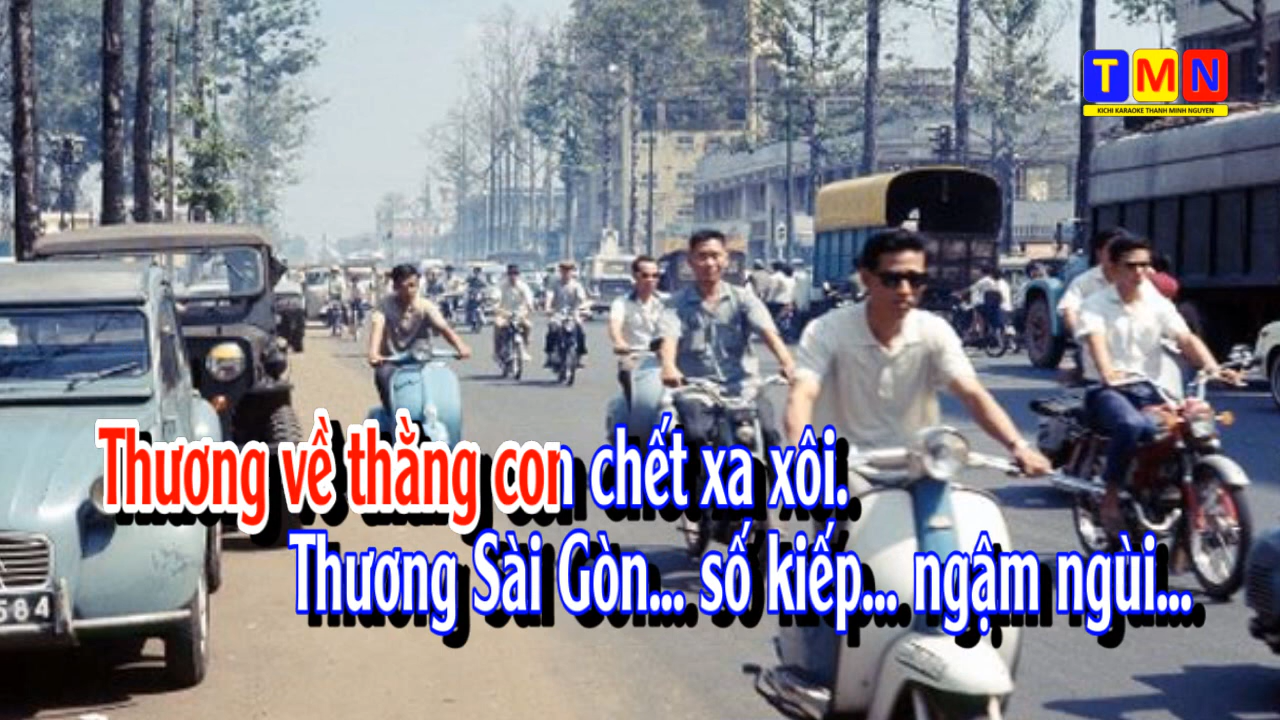 TMN
KICHI KARAOKE THANH MINH NGUYEN
Thương về thằng con chết xa xôi.
Thương Sài Gòn... số kiếp... ngậm ngùi...
584